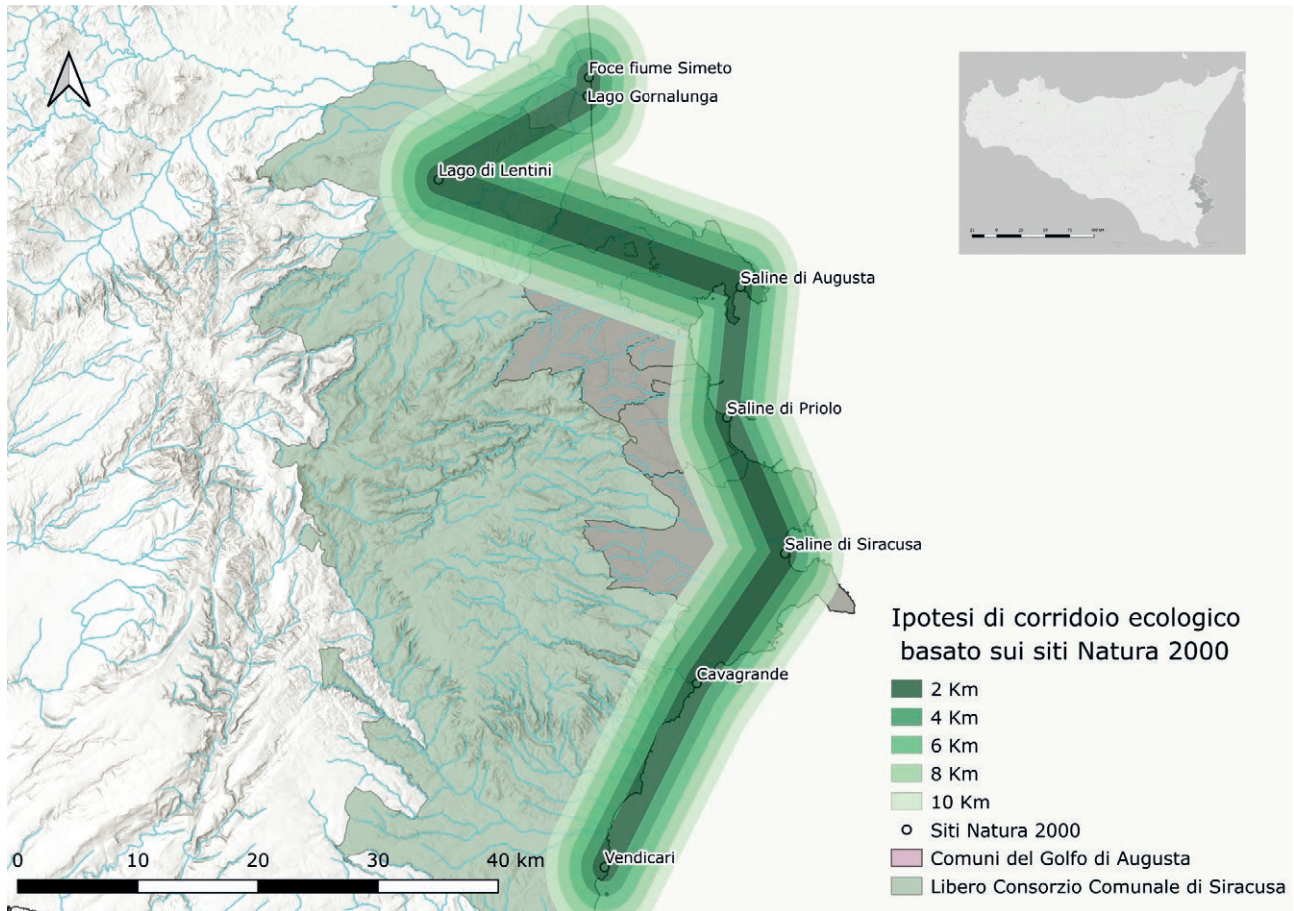 Foce fiume Simeto
Lago Gornalunga
Lago di Lentini
Saline di Augusta
Saline di Priolo
Saline di Siracusa
Cavagrande
Vendicari
Ipotesi di corridoio ecologico
basato sui siti Natura 2000
2 Km
4 Km
6 Km
8 Km
10 Km
Siti Natura 2000
Comuni del Golfo di Augusta
Libero Consorzio Comunale di Siracusa
0 10 20 30 40 km